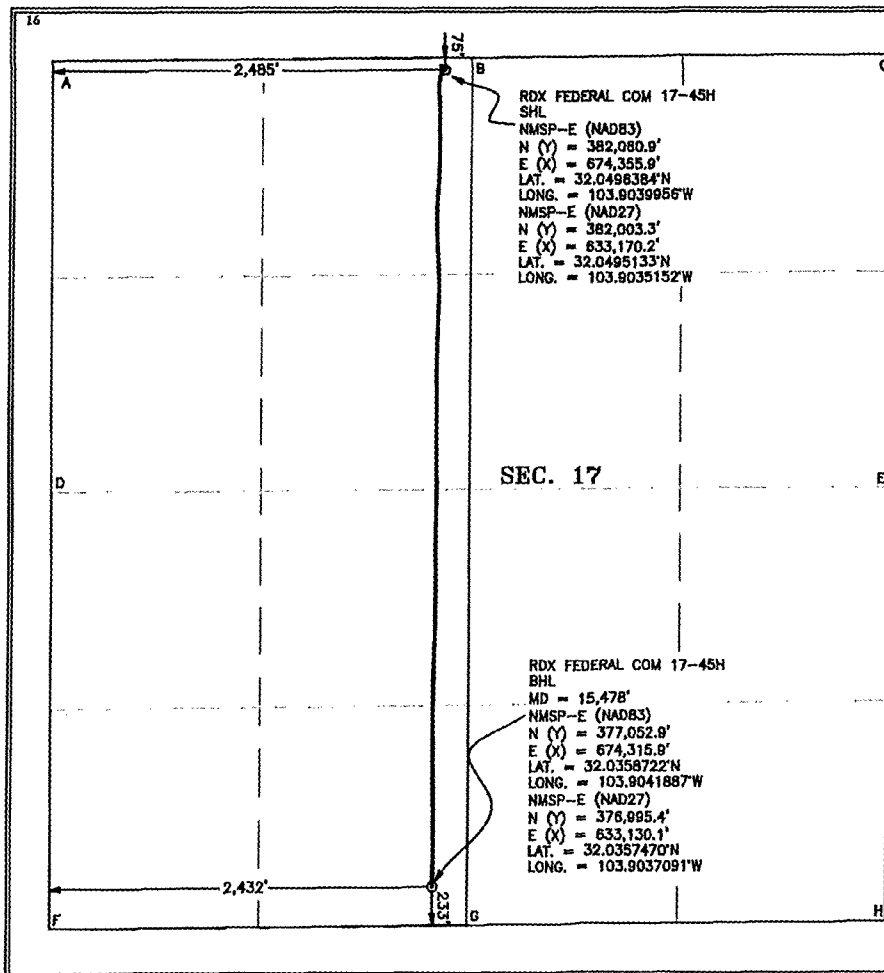 16
75'
2,485'
A
B
RDX FEDERAL COM 17-45H
SHL
NMSP-E (NAD83)
N (Y) = 382,080.9'
E (X) = 674,355.9'
LAT. = 32.0498384°N
LONG. = 103.9039956°W
NMSP-E (NAD27)
N (Y) = 382,003.3'
E (X) = 633,170.2'
LAT. = 32.0495133°N
LONG. = 103.9035152°W
D
SEC. 17
E
RDX FEDERAL COM 17-45H
BHL
MD = 15,478'
NMSP-E (NAD83)
N (Y) = 377,052.9'
E (X) = 674,315.9'
LAT. = 32.0358722°N
LONG. = 103.9041887°W
NMSP-E (NAD27)
N (Y) = 376,995.4'
E (X) = 633,130.1'
LAT. = 32.0357470°N
LONG. = 103.9037091°W
2,432'
233'
F
G
H